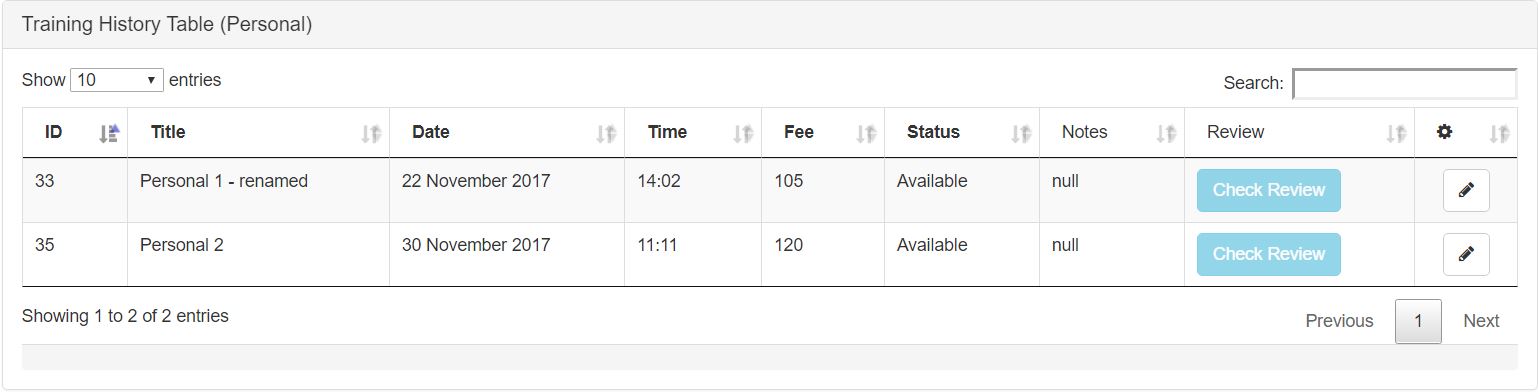 Training History Table (Personal)
Show 10 entries
Search:
ID Title Date Time Fee Status Notes Review
33 Personal 1 - renamed 22 November 2017 14:02 105 Available null Check Review
35 Personal 2 30 November 2017 11:11 120 Available null Check Review
Showing 1 to 2 of 2 entries
Previous 1 Next